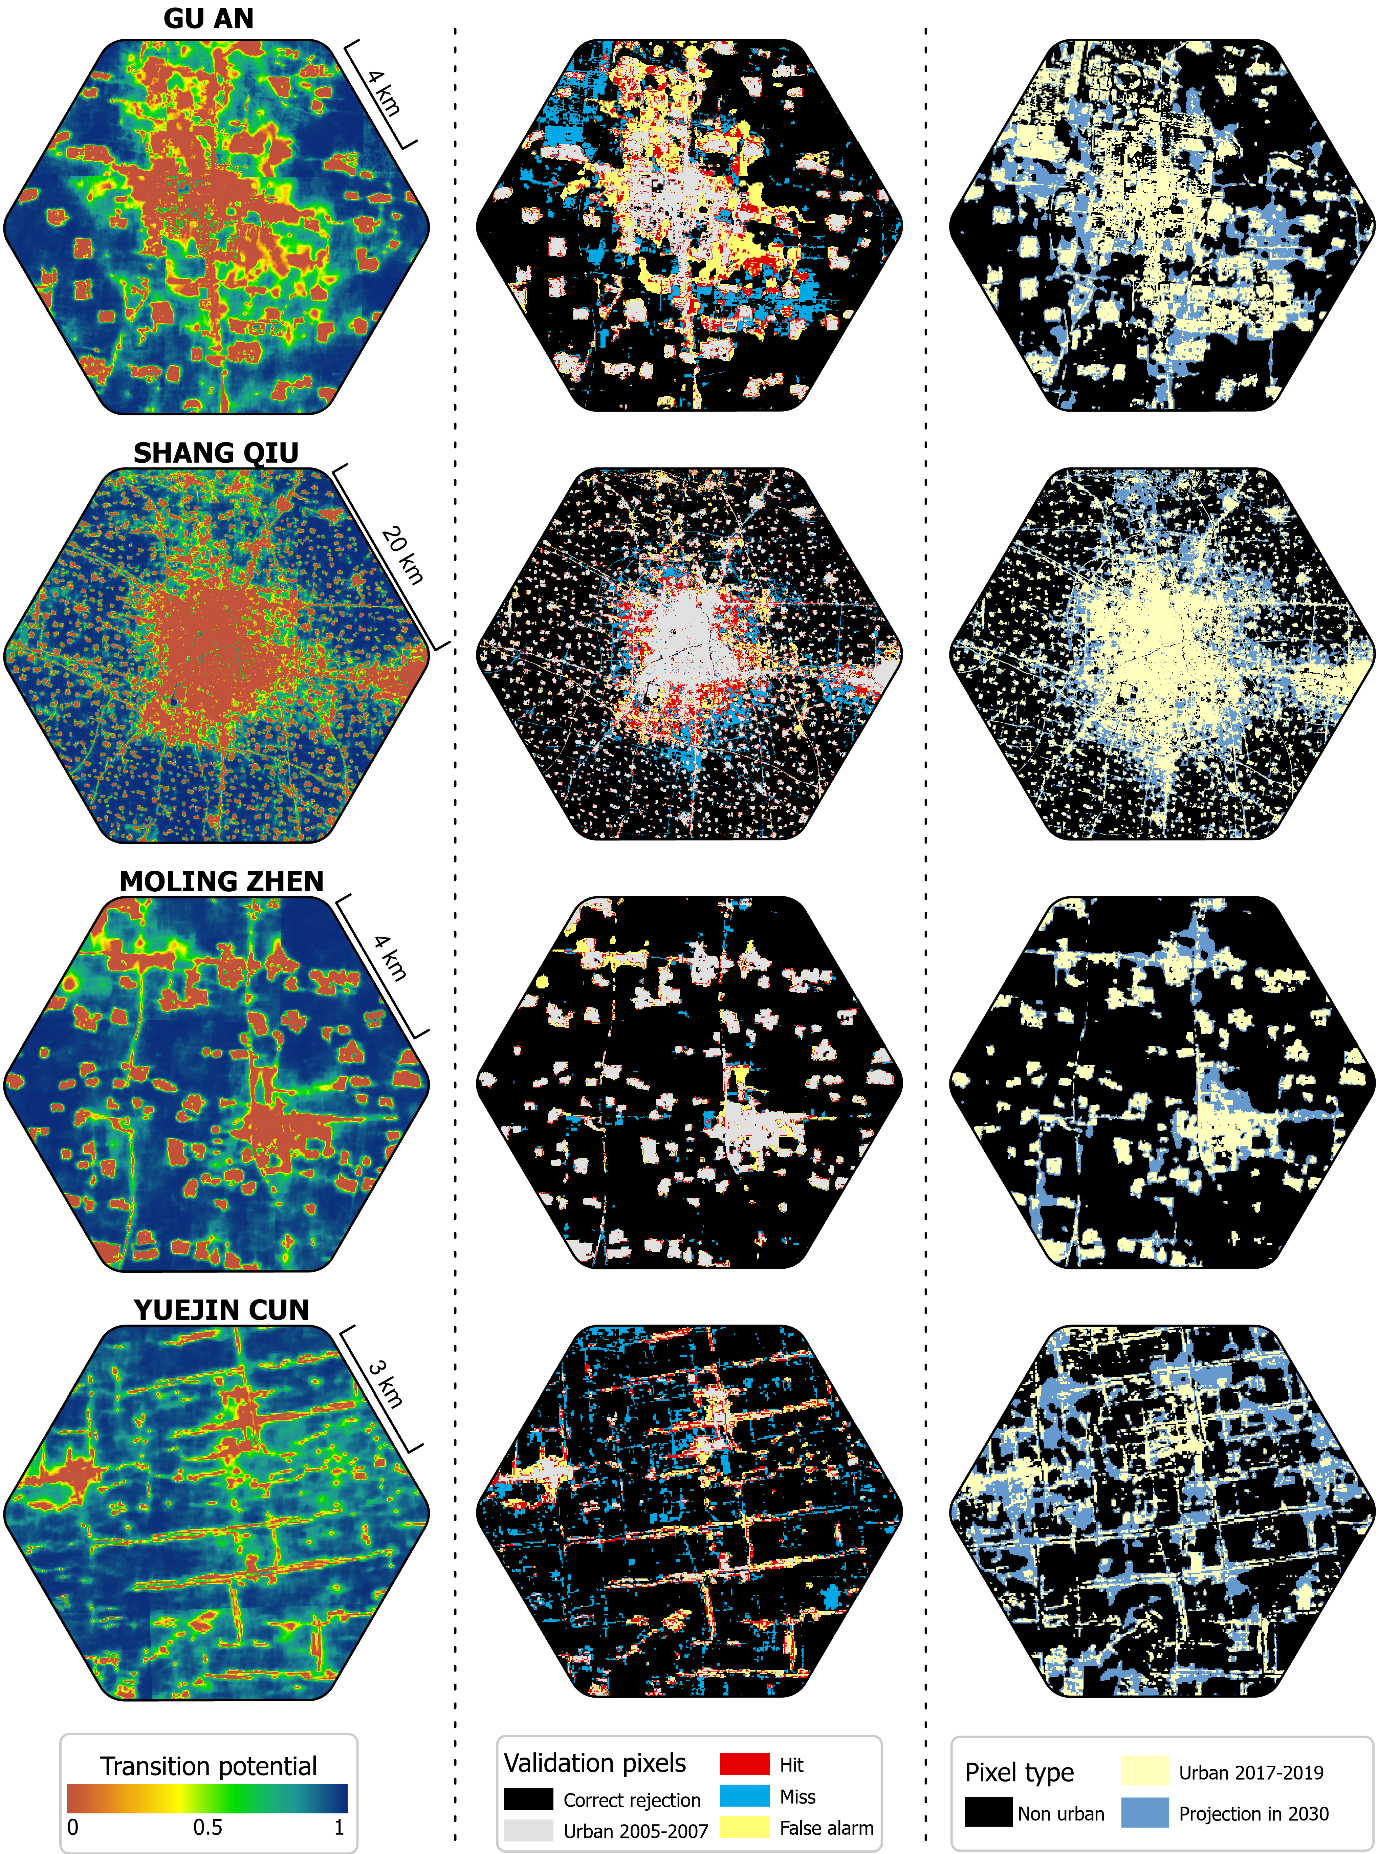 GU AN
4 km
SHANG QIU
20 km
MOLING ZHEN
4 km
YUEJIN CUN
3 km
Transition potential
0 0.5 1
Validation pixels
Correct rejection
Urban 2005-2007
Hit
Miss
False alarm
Pixel type
Non urban
Urban 2017-2019
Projection in 2030